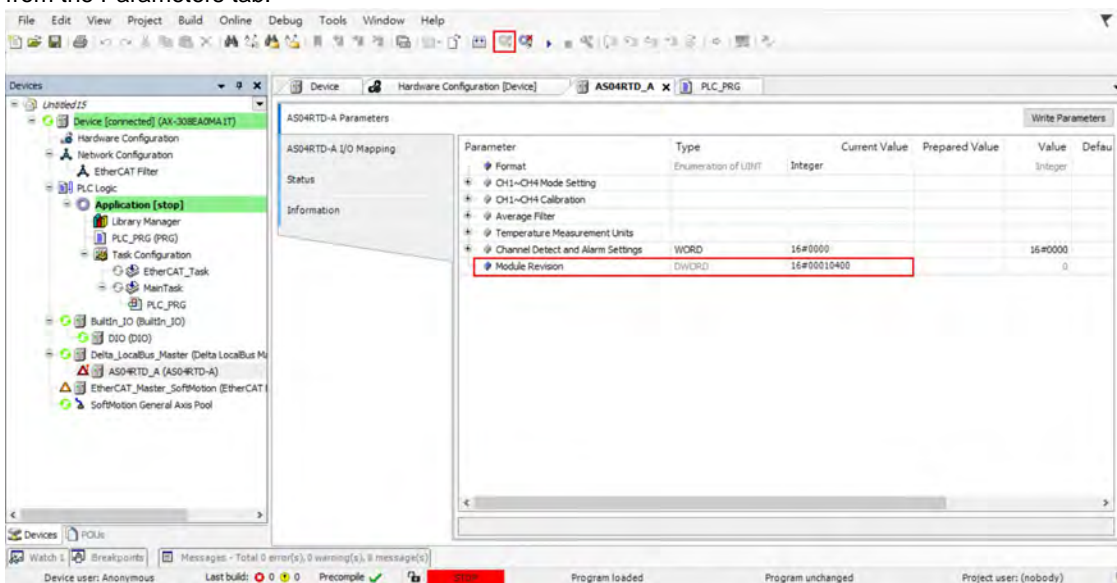 from the Parameters tab.
File Edit View Project Build Online Debug Tools Window Help
Devices
Device
Hardware Configuration [Device]
AS04RTD_A
PLC_PRG
Untitled15
Device [connected] (AX-308EA0MA1T)
Hardware Configuration
Network Configuration
EtherCAT Filter
PLC Logic
Application [stop]
Library Manager
PLC_PRG (PRG)
Task Configuration
EtherCAT_Task
MainTask
PLC_PRG
BuiltIn_IO (BuiltIn_IO)
DIO (DIO)
Delta_LocalBus_Master (Delta LocalBus Ma
AS04RTD_A (AS04RTD-A)
EtherCAT_Master_SoftMotion (EtherCAT
SoftMotion General Axis Pool
AS04RTD-A Parameters
AS04RTD-A I/O Mapping
Status
Information
Write Parameters
Parameter Type Current Value Prepared Value Value Defau
Format Enumeration of UINT Integer Integer
CH1~CH4 Mode Setting
CH1~CH4 Calibration
Average Filter
Temperature Measurement Units
Channel Detect and Alarm Settings WORD 16#0000 16#0000
Module Revision DWORD 16#00010400 0
Devices POUs
Watch 1 Breakpoints Messages - Total 0 error(s), 0 warning(s), 8 message(s)
Device user: Anonymous Last build: 0 0 Precompile STOP Program loaded Program unchanged Project user: (nobody)